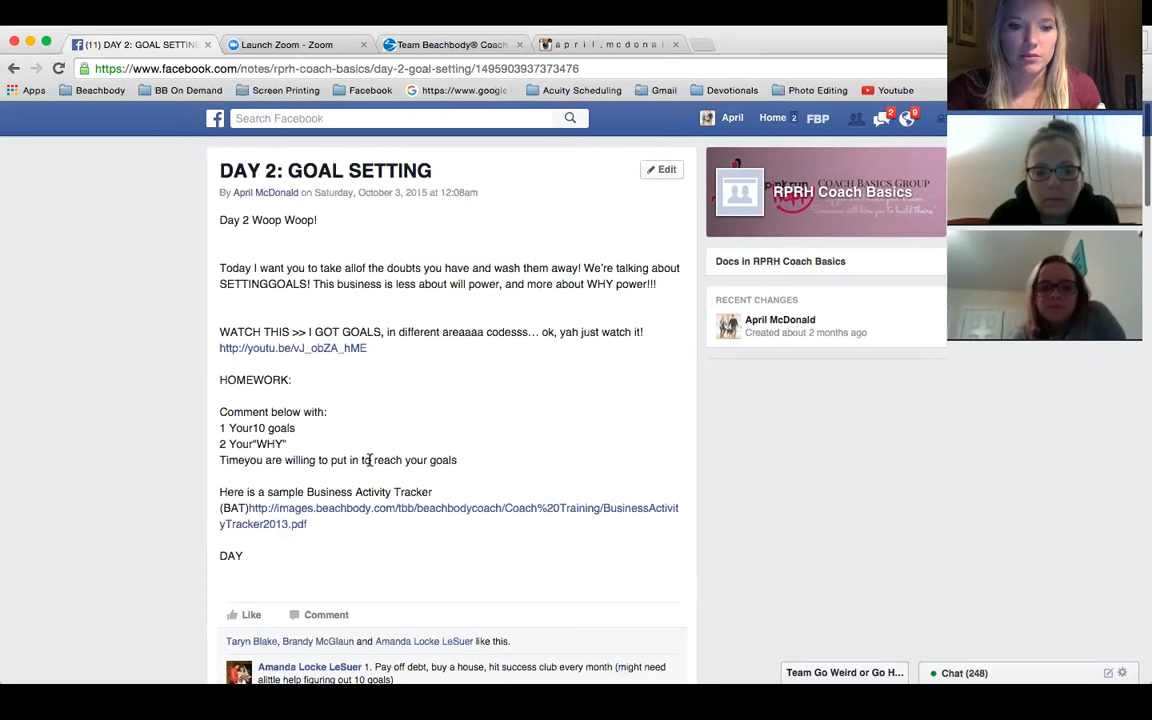 (11) DAY 2: GOAL SETTIN
Launch Zoom - Zoom
Team Beachbody® Coach
april.mcdonal
https://www.facebook.com/notes/rprh-coach-basics/day-2-goal-setting/1495903937373476
Apps
Beachbody
BB On Demand
Screen Printing
Facebook
https://www.google
Acuity Scheduling
Gmail
Devotionals
Photo Editing
Youtube
Search Facebook
April
Home 2
FBP
2
9
DAY 2: GOAL SETTING
Edit
By April McDonald on Saturday, October 3, 2015 at 12:08am
Day 2 Woop Woop!
Today I want you to take allof the doubts you have and wash them away! We're talking about
SETTINGGOALS! This business is less about will power, and more about WHY power!!!
WATCH THIS >> I GOT GOALS, in different areaaaa codesss… ok, yah just watch it!
http://youtu.be/vJ_obZA_hME
HOMEWORK:
Comment below with:
1 Your10 goals
2 Your"WHY"
Timeyou are willing to put in to reach your goals
Here is a sample Business Activity Tracker
(BAT)http://images.beachbody.com/tbb/beachbodycoach/Coach%20Training/BusinessActivit
yTracker2013.pdf
DAY
Like
Comment
Taryn Blake, Brandy McGlaun and Amanda Locke LeSuer like this.
Amanda Locke LeSuer 1. Pay off debt, buy a house, hit success club every month (might need
alittle help figuring out 10 goals)
COACH BASICS GROUP
RPRH Coach Basics
Docs in RPRH Coach Basics
RECENT CHANGES
April McDonald
Created about 2 months ago
Team Go Weird or Go H...
Chat (248)